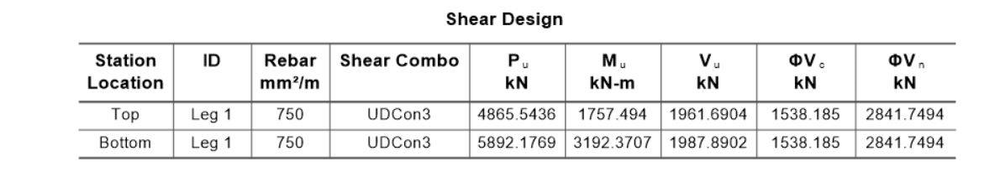 Shear Design
Station Location ID Rebar mm²/m Shear Combo Pu kN Mu kN-m Vu kN ΦVc kN ΦVn kN
Top Leg 1 750 UDCon3 4865.5436 1757.494 1961.6904 1538.185 2841.7494
Bottom Leg 1 750 UDCon3 5892.1769 3192.3707 1987.8902 1538.185 2841.7494